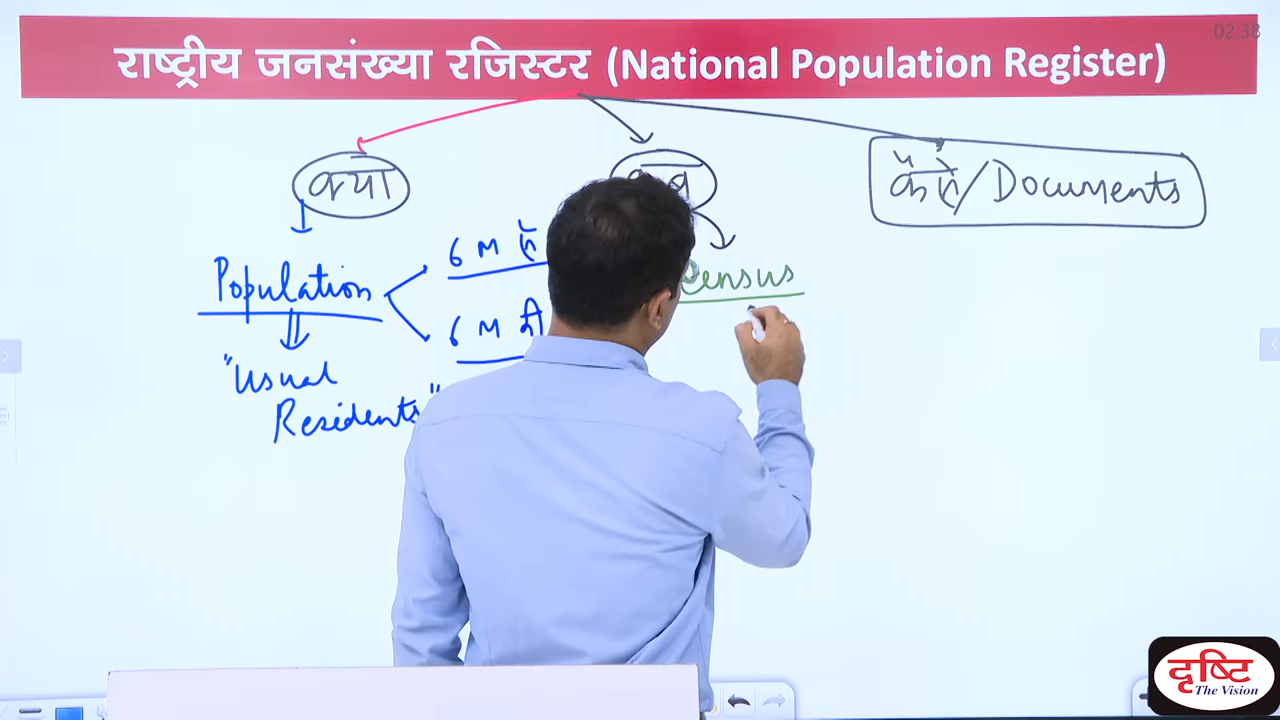 02:38
राष्ट्रीय जनसंख्या रजिस्टर (National Population Register)
क्या
कैसे/Documents
6 M से
Population
Census
6 M
"Usual
Residents"
दृष्टि
The Vision